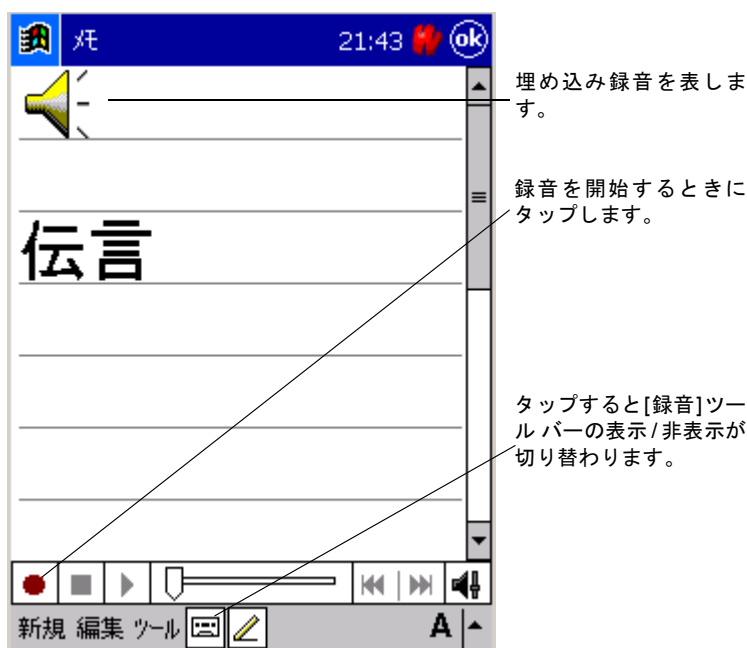 ﾒﾓ 21:43 ok
埋め込み録音を表しま
す。
録音を開始するときに
タップします。
伝言
タップすると[録音]ツー
ル バーの表示/非表示が
切り替わります。
新規 編集 ﾂｰﾙ A